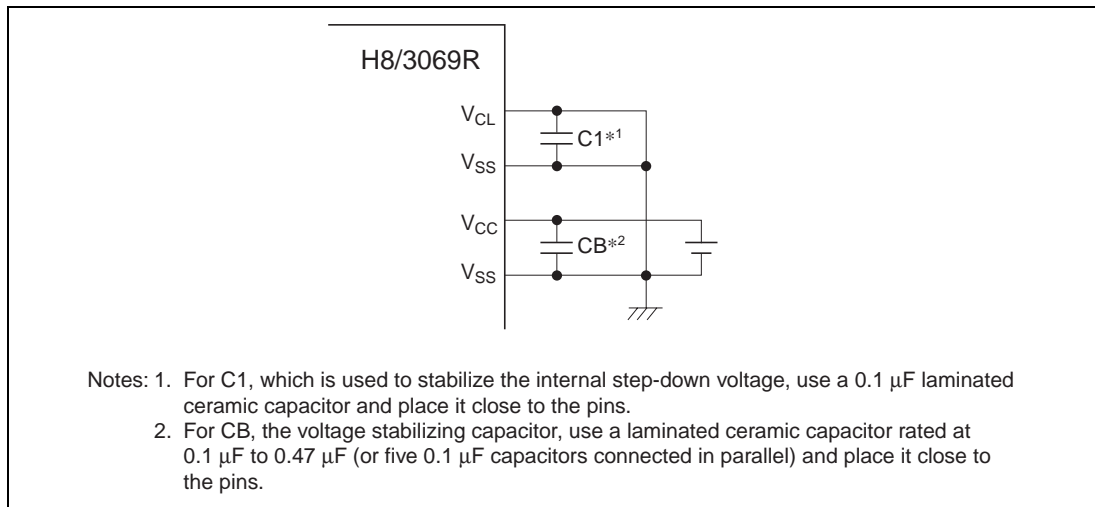 H8/3069R
VCL
C1*1
VSS
VCC
CB*2
VSS
Notes: 1. For C1, which is used to stabilize the internal step-down voltage, use a 0.1 μF laminated
ceramic capacitor and place it close to the pins.
2. For CB, the voltage stabilizing capacitor, use a laminated ceramic capacitor rated at
0.1 μF to 0.47 μF (or five 0.1 μF capacitors connected in parallel) and place it close to
the pins.